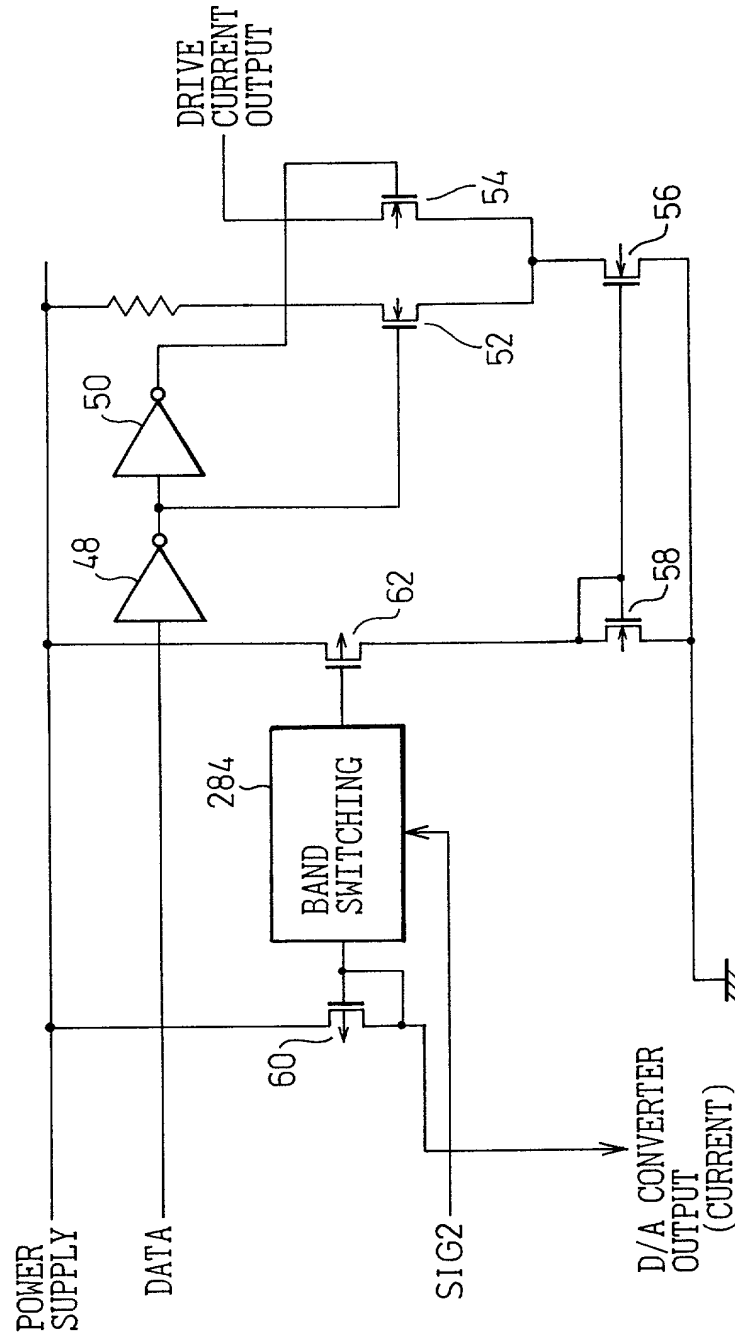 POWER
SUPPLY
DATA
SIG2
D/A CONVERTER
OUTPUT
(CURRENT)
60
BAND
SWITCHING
284
62
48
50
58
52
54
56
DRIVE
CURRENT
OUTPUT